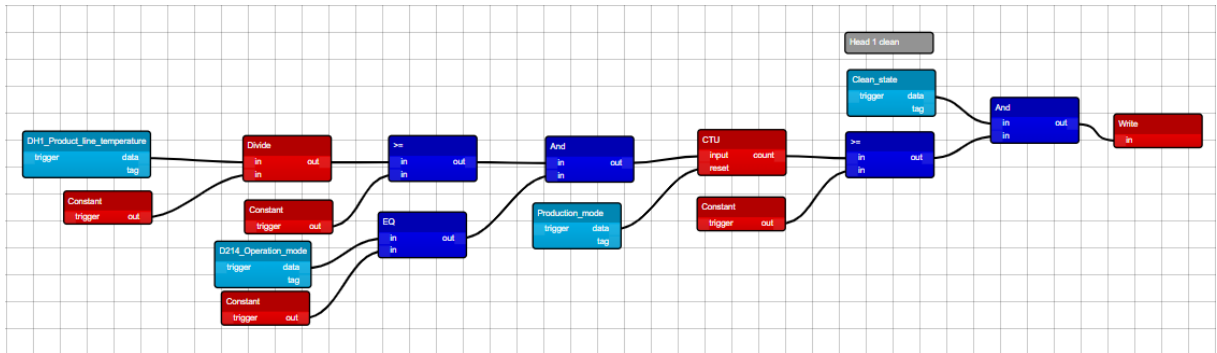 Head 1 clean
Clean_state
trigger data
tag
And
in out
in
Write
in
DH1_Product_line_temperature
trigger data
tag
Divide
in out
in
>=
in out
in
And
in out
in
CTU
input count
reset
>=
in out
in
Constant
trigger out
Constant
trigger out
EQ
in out
in
Production_mode
trigger data
tag
Constant
trigger out
D214_Operation_mode
trigger data
tag
Constant
trigger out